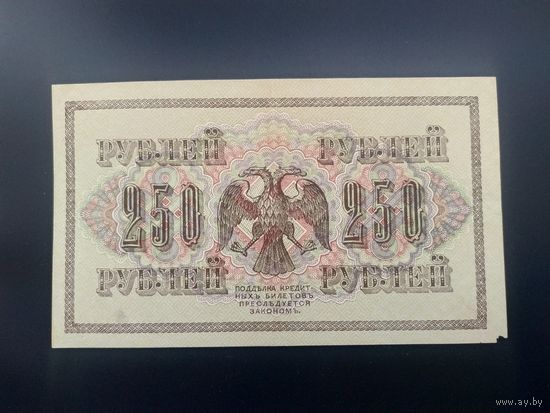 РУБЛЕЙ РУБЛЕЙ
250 250
РУБЛЕЙ РУБЛЕЙ
ПОДДѢЛКА КРЕДИТ-
НЫХЪ БИЛЕТОВЪ
ПРЕСЛѢДУЕТСЯ
ЗАКОНОМЪ.
www.ay.by